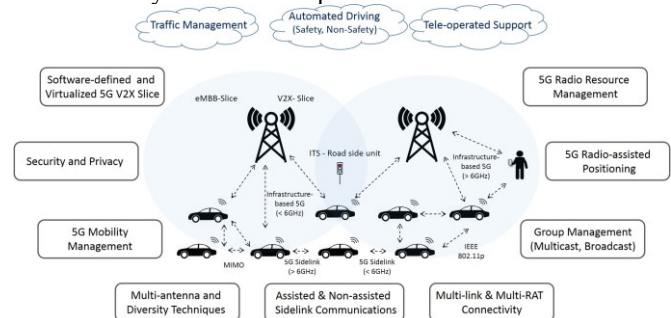 Traffic Management
Automated Driving
(Safety, Non-Safety)
Tele-operated Support
Software-defined and
Virtualized 5G V2X Slice
eMBB-Slice
V2X- Slice
5G Radio Resource
Management
Security and Privacy
ITS - Road side unit
Infrastructure-
based 5G
(> 6GHz)
5G Radio-assisted
Positioning
Infrastructure-
based 5G
(< 6GHz)
5G Mobility
Management
Group Management
(Multicast, Broadcast)
MIMO
5G Sidelink
(> 6GHz)
5G Sidelink
(< 6GHz)
IEEE
802.11p
Multi-antenna and
Diversity Techniques
Assisted & Non-assisted
Sidelink Communications
Multi-link & Multi-RAT
Connectivity